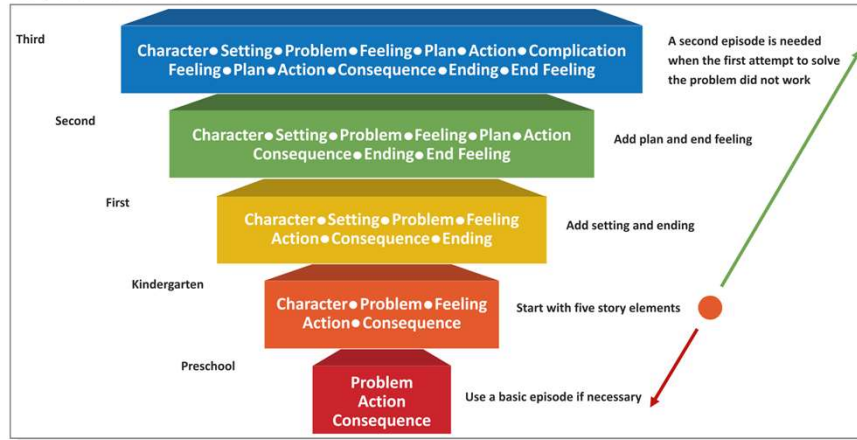 Third
Character●Setting●Problem●Feeling●Plan●Action●Complication
Feeling●Plan●Action●Consequence●Ending●End Feeling
A second episode is needed
when the first attempt to solve
the problem did not work
Second
Character●Setting●Problem●Feeling●Plan●Action
Consequence●Ending●End Feeling
Add plan and end feeling
First
Character●Setting●Problem●Feeling
Action●Consequence●Ending
Add setting and ending
Kindergarten
Character●Problem●Feeling
Action●Consequence
Start with five story elements
Preschool
Problem
Action
Consequence
Use a basic episode if necessary